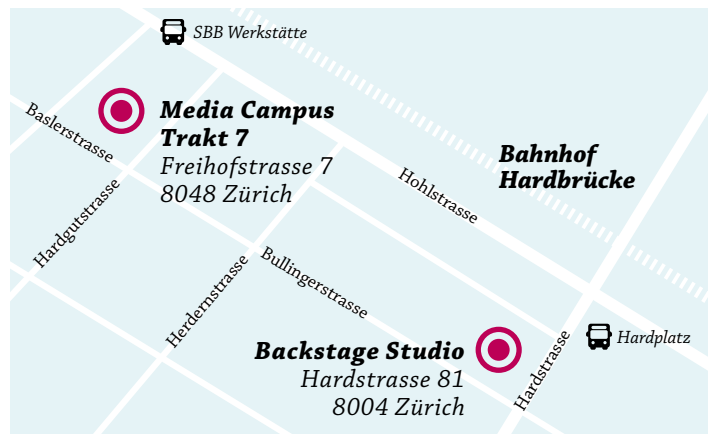 SBB Werkstätte
Media Campus
Trakt 7
Freihofstrasse 7
8048 Zürich
Baslerstrasse
Bahnhof
Hardbrücke
Hohlstrasse
Hardgutstrasse
Herdernstrasse
Bullingerstrasse
Hardplatz
Backstage Studio
Hardstrasse 81
8004 Zürich
Hardstrasse